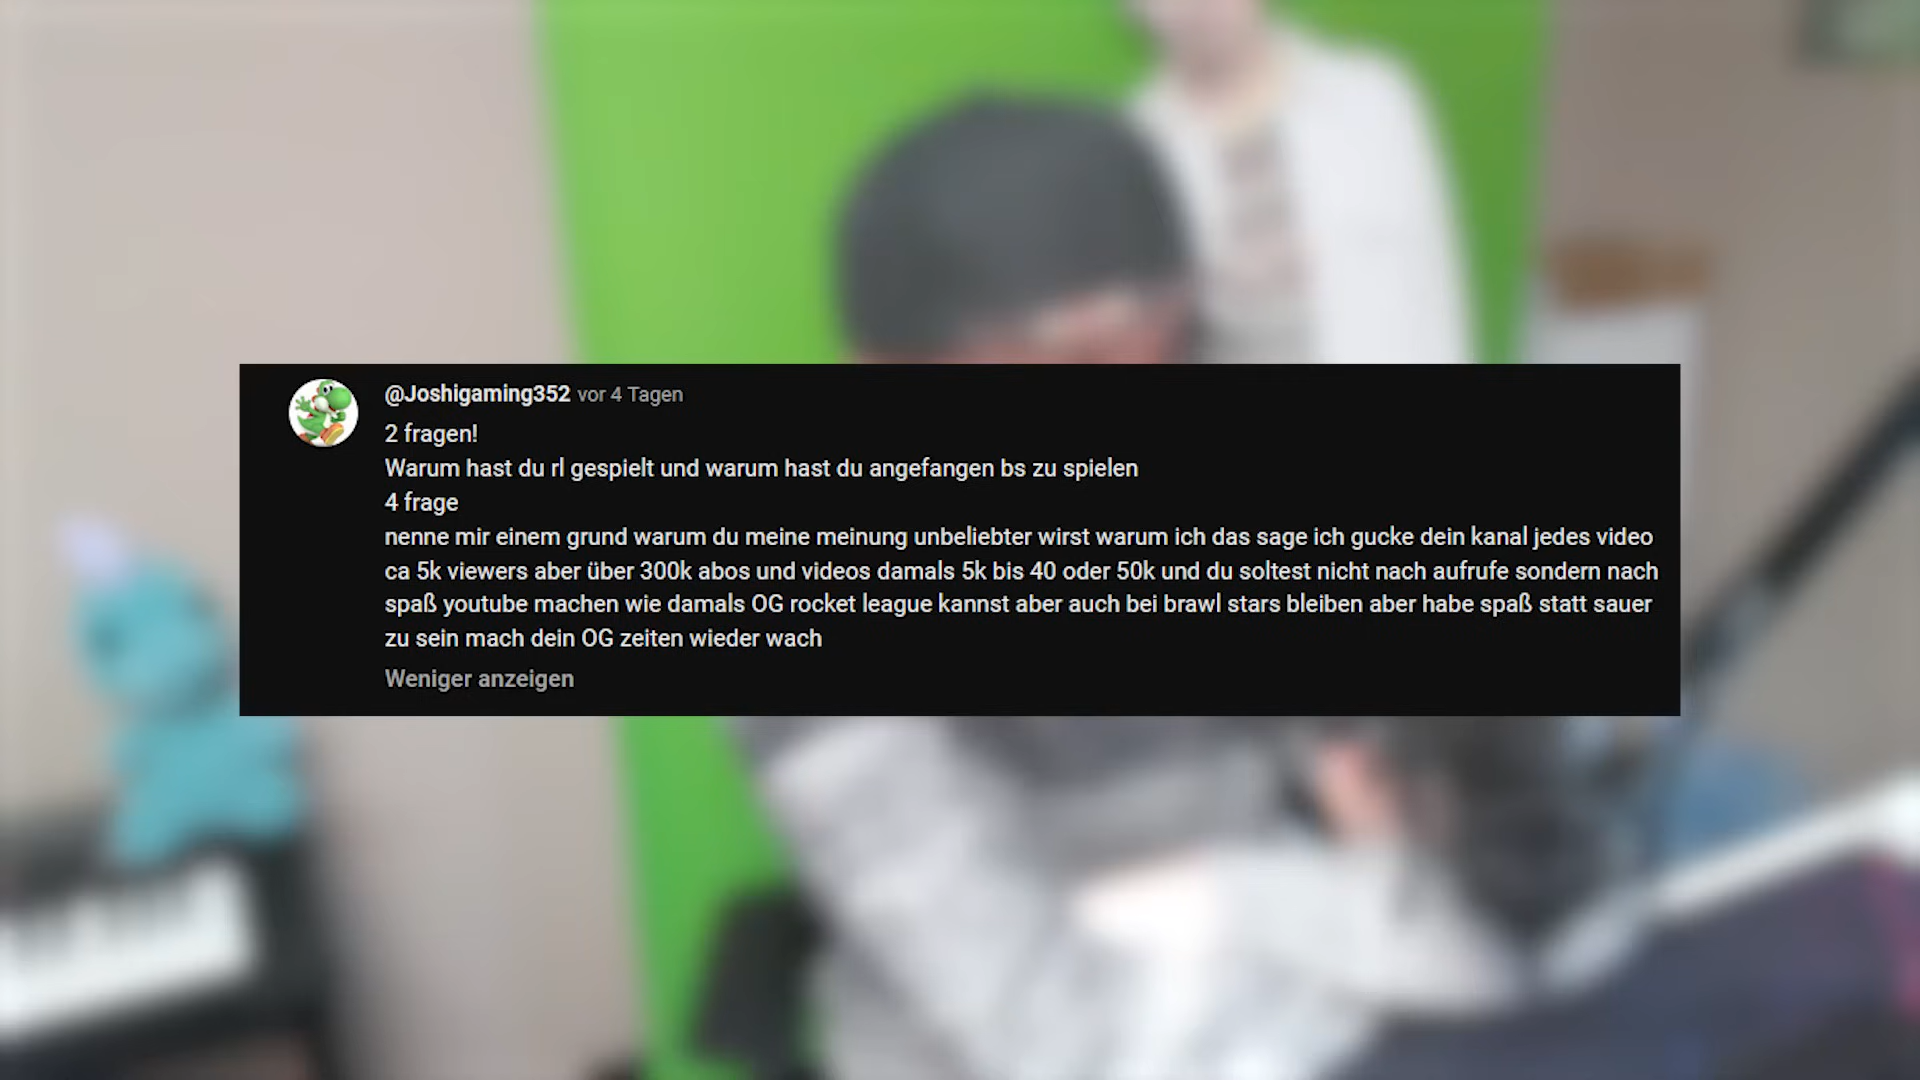 @Joshigaming352 vor 4 Tagen
2 fragen!
Warum hast du rl gespielt und warum hast du angefangen bs zu spielen
4 frage
nenne mir einem grund warum du meine meinung unbeliebter wirst warum ich das sage ich gucke dein kanal jedes video
ca 5k viewers aber über 300k abos und videos damals 5k bis 40 oder 50k und du soltest nicht nach aufrufe sondern nach
spaß youtube machen wie damals OG rocket league kannst aber auch bei brawl stars bleiben aber habe spaß statt sauer
zu sein mach dein OG zeiten wieder wach
Weniger anzeigen